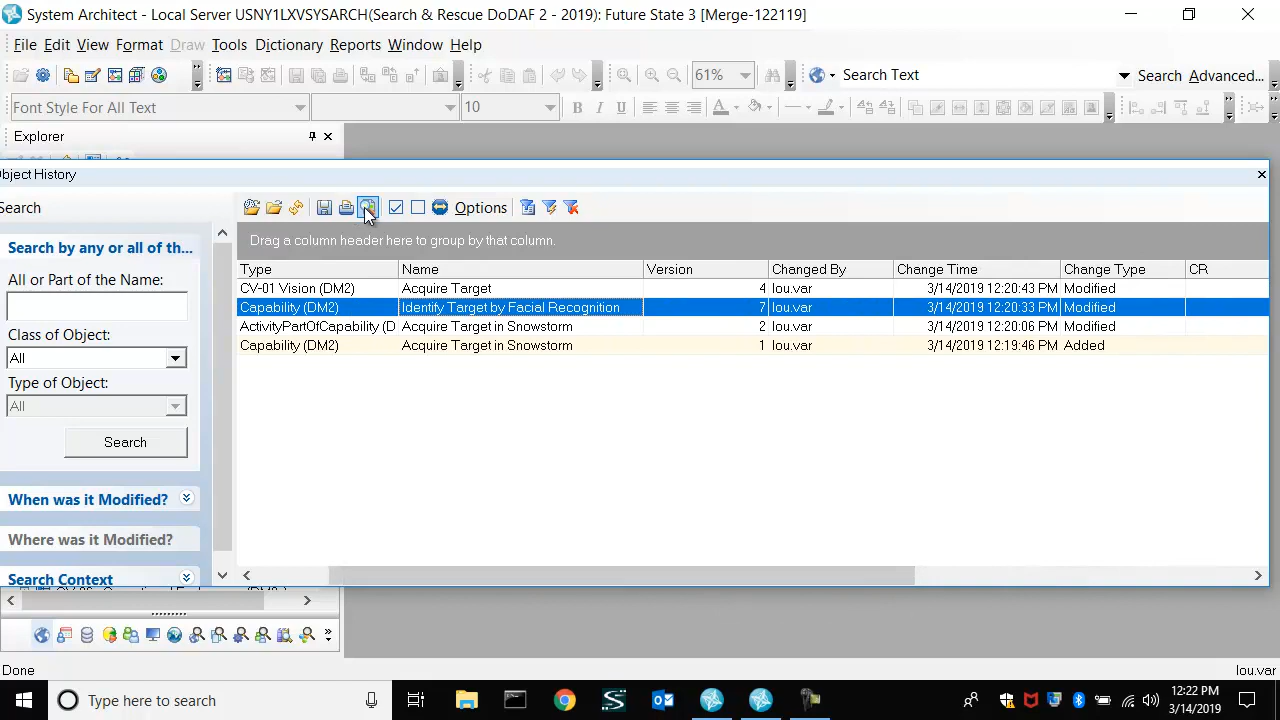 System Architect - Local Server USNY1LXVSYSARCH(Search & Rescue DoDAF 2 - 2019): Future State 3 [Merge-122119]
File Edit View Format Draw Tools Dictionary Reports Window Help
61% Search Text Search Advanced...
Font Style For All Text 10 B I U A
Explorer
bject History
Search
Options
Search by any or all of th...
Drag a column header here to group by that column.
All or Part of the Name:
Type Name Version Changed By Change Time Change Type CR
CV-01 Vision (DM2) Acquire Target 4 lou.var 3/14/2019 12:20:43 PM Modified
Capability (DM2) Identify Target by Facial Recognition 7 lou.var 3/14/2019 12:20:33 PM Modified
ActivityPartOfCapability (D Acquire Target in Snowstorm 2 lou.var 3/14/2019 12:20:06 PM Modified
Capability (DM2) Acquire Target in Snowstorm 1 lou.var 3/14/2019 12:19:46 PM Added
Class of Object:
All
Type of Object:
All
Search
When was it Modified?
Where was it Modified?
Search Context
Done lou.var
Type here to search
12:22 PM
3/14/2019